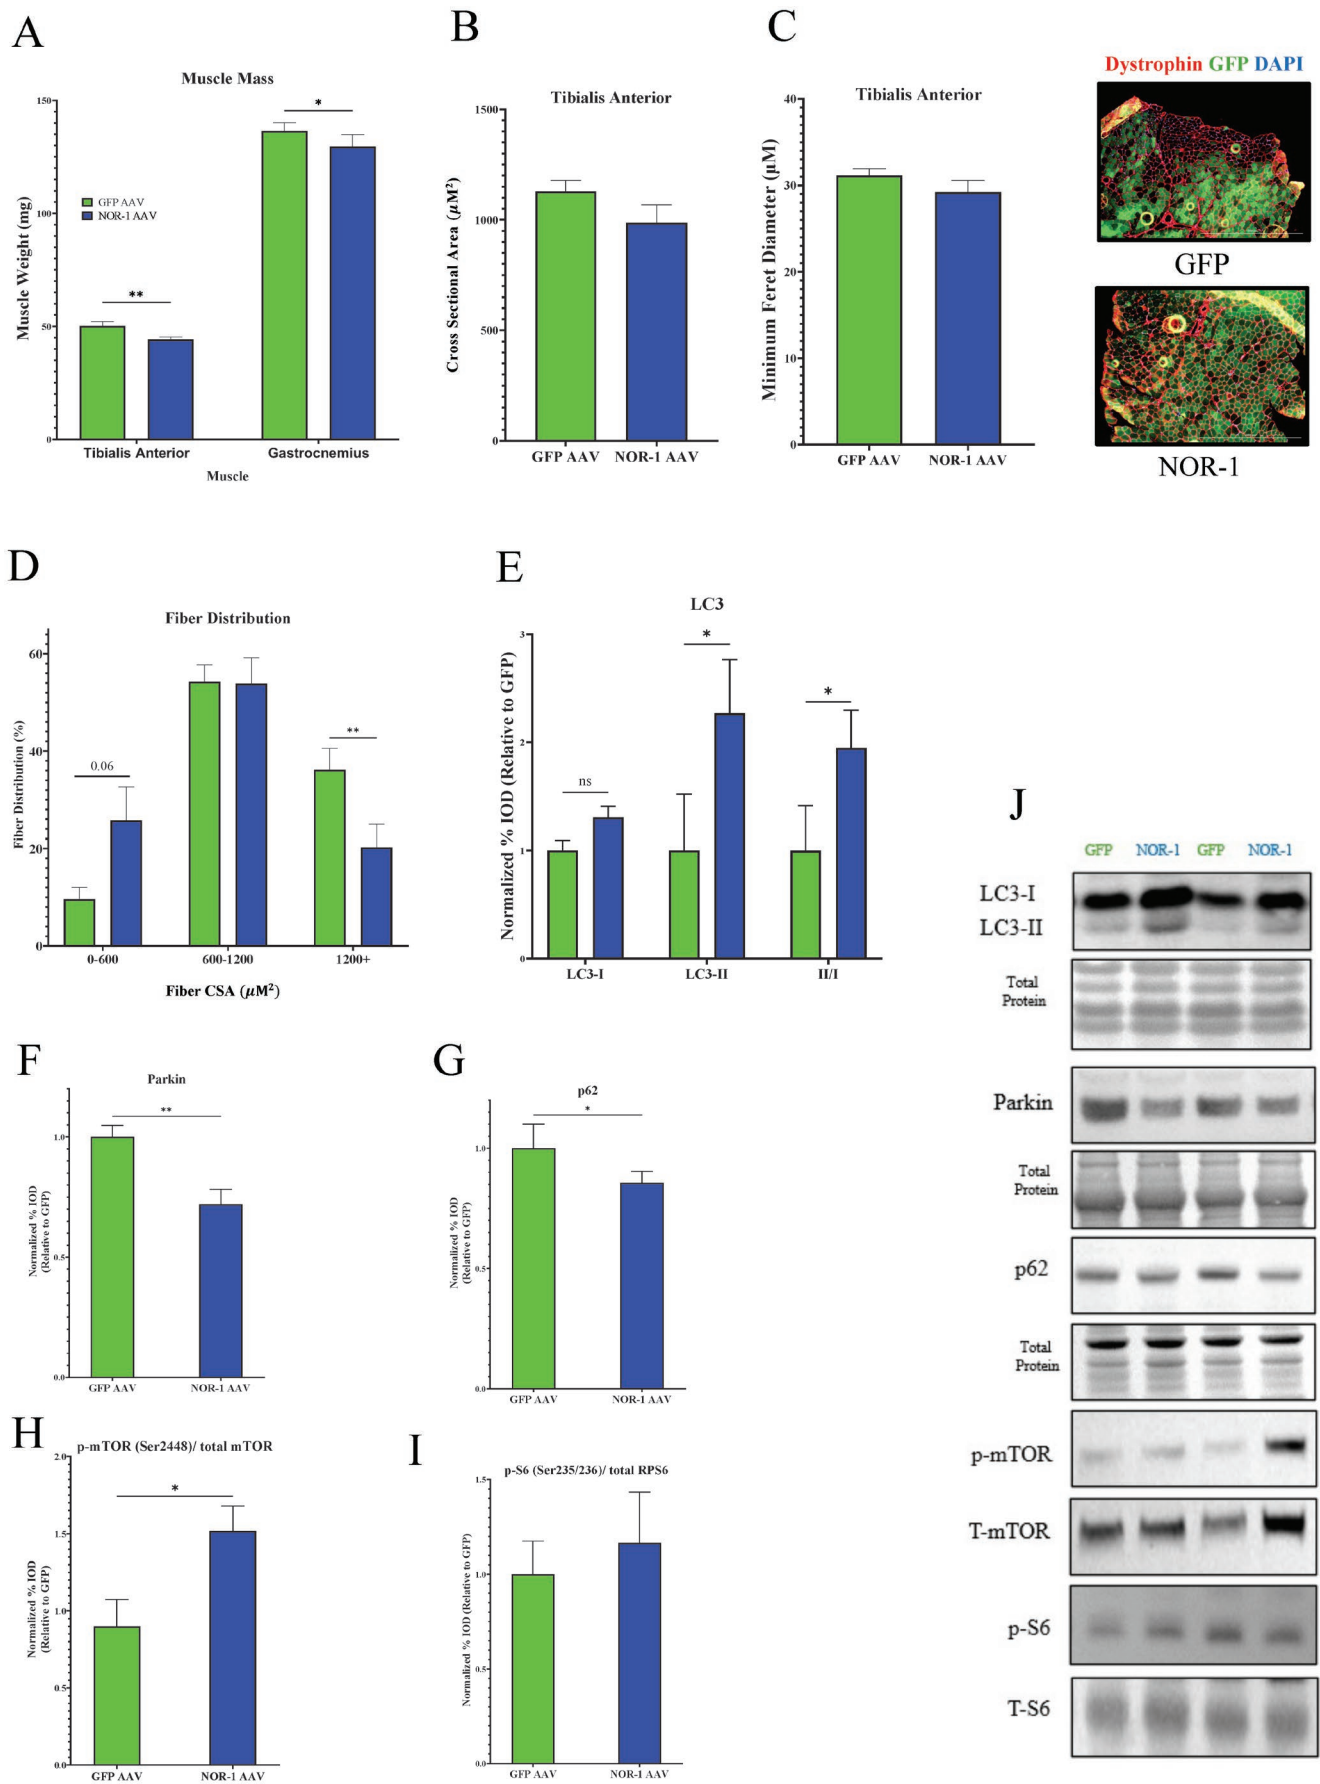 A
Muscle Mass
Muscle Weight (mg)
150
100
50
0
GFP AAV
NOR-1 AAV
**
*
Tibialis Anterior
Gastrocnemius
Muscle
B
Tibialis Anterior
Cross Sectional Area (μM²)
1500
1000
500
0
GFP AAV
NOR-1 AAV
C
Tibialis Anterior
Minimum Feret Diameter (μM)
40
30
20
10
0
GFP AAV
NOR-1 AAV
Dystrophin GFP DAPI
GFP
NOR-1
D
Fiber Distribution
Fiber Distribution (%)
60
40
20
0
0.06
**
0-600
600-1200
1200+
Fiber CSA (μM²)
E
LC3
Normalized % IOD (Relative to GFP)
3
2
1
0
ns
*
*
LC3-I
LC3-II
II/I
F
Parkin
Normalized % IOD
(Relative to GFP)
1.0
0.5
0.0
**
GFP AAV
NOR-1 AAV
G
p62
Normalized % IOD
(Relative to GFP)
1.0
0.5
0.0
*
GFP AAV
NOR-1 AAV
H
p-mTOR (Ser2448)/ total mTOR
Normalized % IOD
(Relative to GFP)
2.0
1.5
1.0
0.5
0.0
*
GFP AAV
NOR-1 AAV
I
p-S6 (Ser235/236)/ total RPS6
Normalized % IOD (Relative to GFP)
1.5
1.0
0.5
0.0
GFP AAV
NOR-1 AAV
J
GFP NOR-1 GFP NOR-1
LC3-I
LC3-II
Total
Protein
Parkin
Total
Protein
p62
Total
Protein
p-mTOR
T-mTOR
p-S6
T-S6